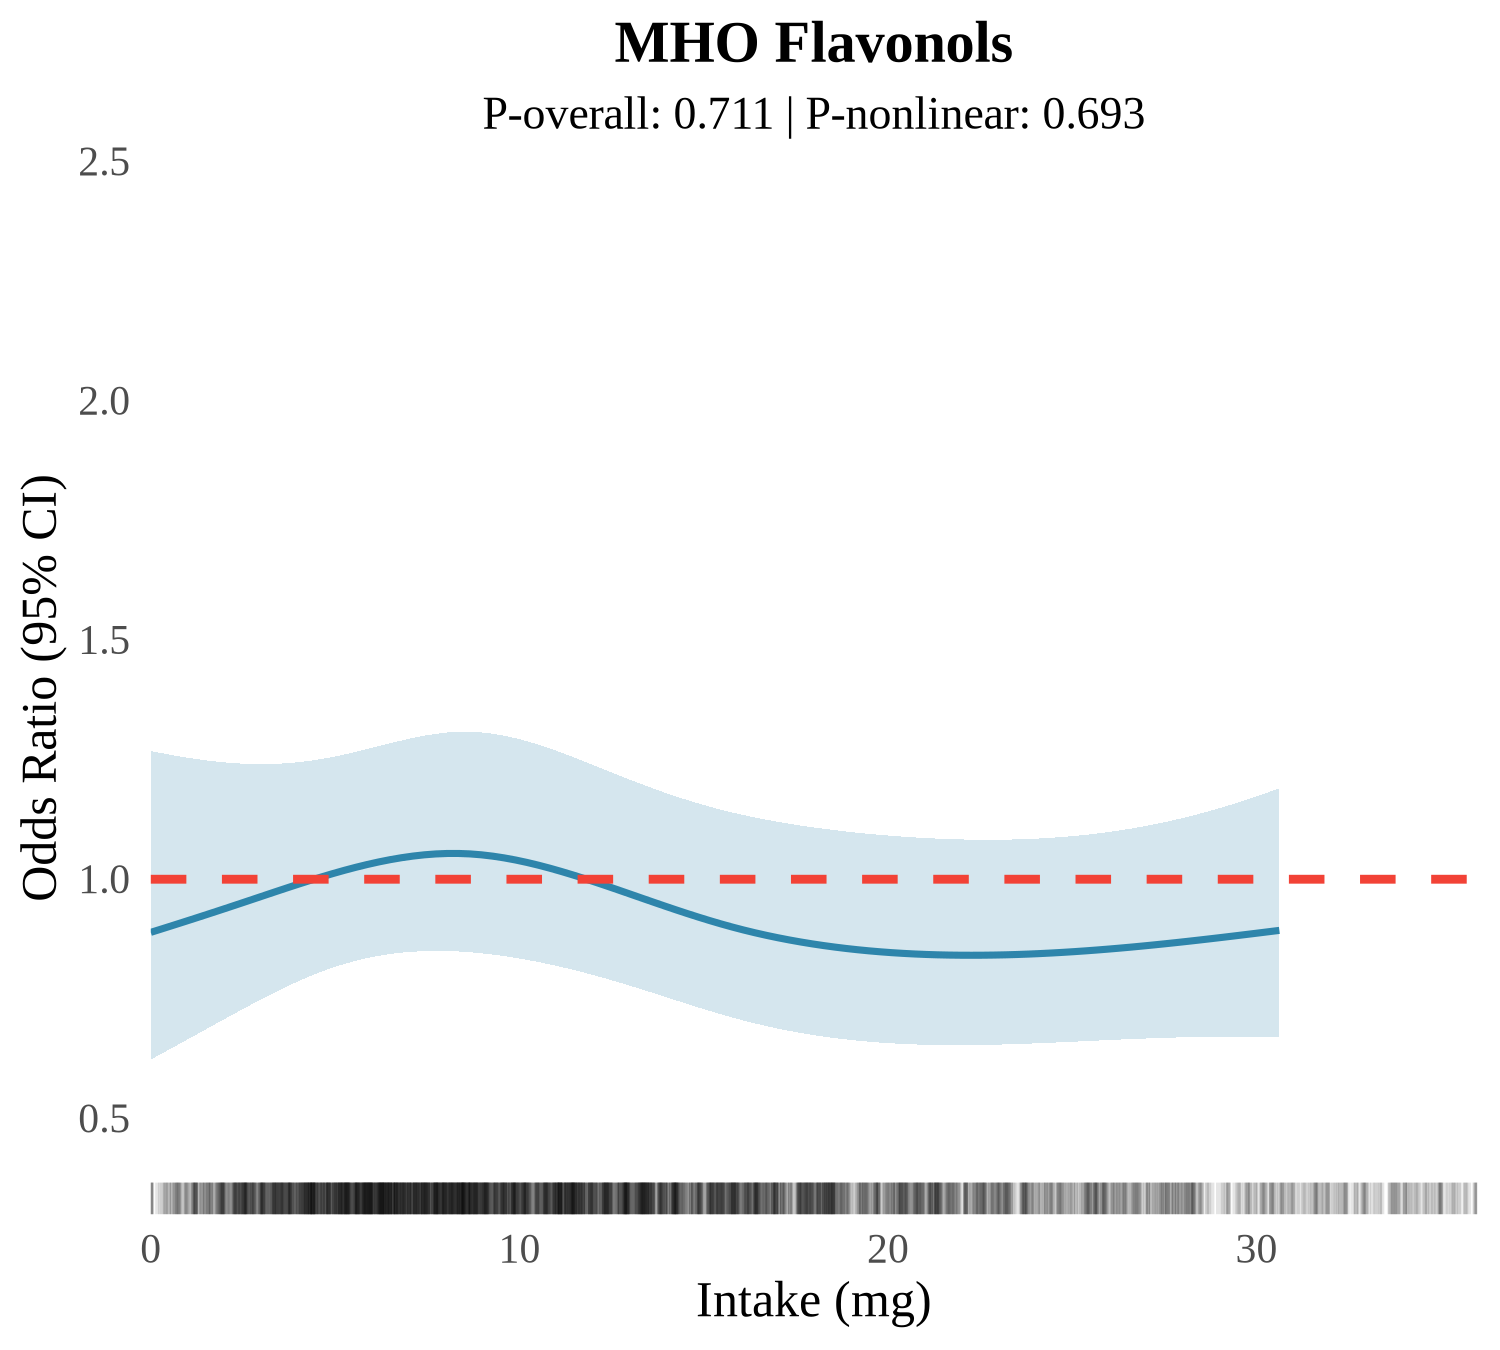 MHO Flavonols
P-overall: 0.711 | P-nonlinear: 0.693
2.5
2.0
1.5
1.0
0.5
Odds Ratio (95% CI)
0 10 20 30
Intake (mg)